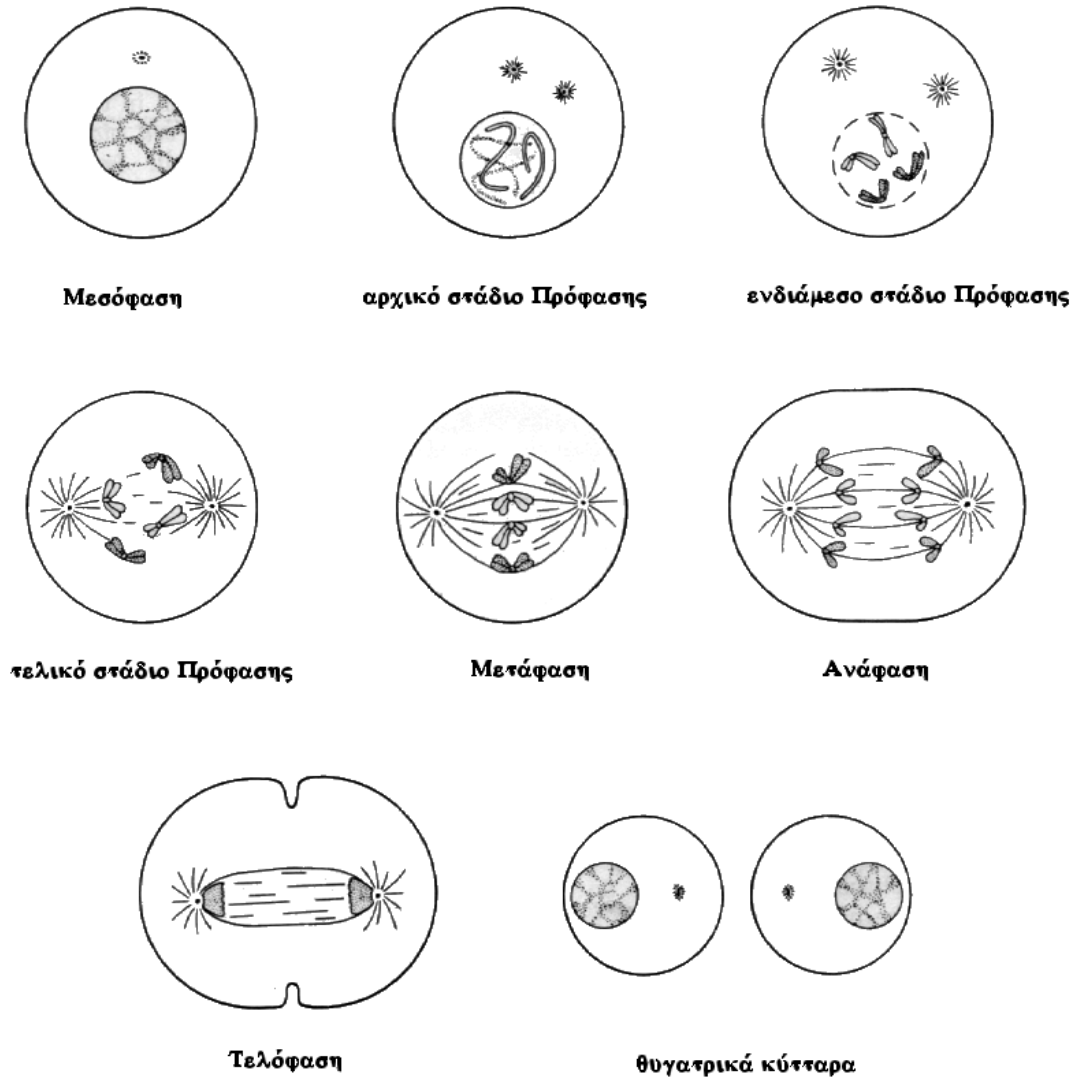 Μεσόφαση
αρχικό στάδιο Πρόφασης
ενδιάμεσο στάδιο Πρόφασης
τελικό στάδιο Πρόφασης
Μετάφαση
Ανάφαση
Τελόφαση
θυγατρικά κύτταρα